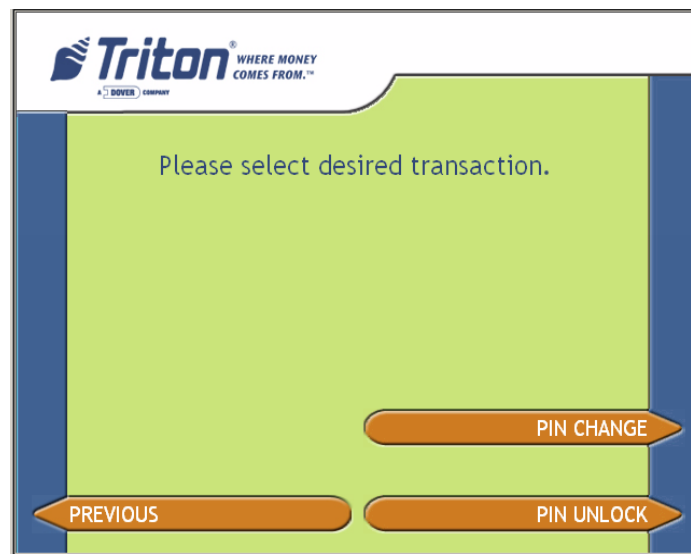 Triton® WHERE MONEY
COMES FROM.™
A DOVER COMPANY
Please select desired transaction.
PIN CHANGE
PREVIOUS
PIN UNLOCK